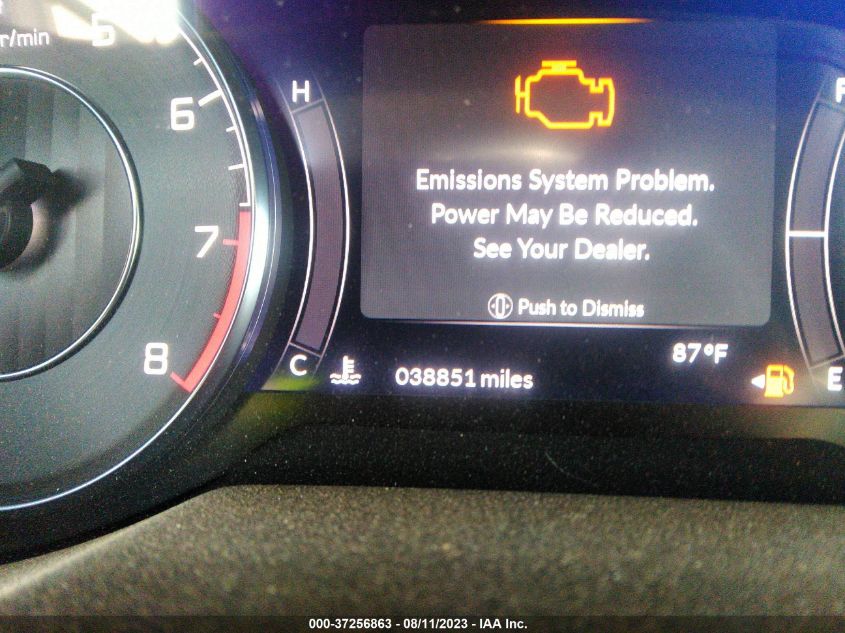 r/min
6
7
8
H
C
Emissions System Problem.
Power May Be Reduced.
See Your Dealer.
Push to Dismiss
038851 miles
87°F
F
E
000-37256863 - 08/11/2023 - IAA Inc.